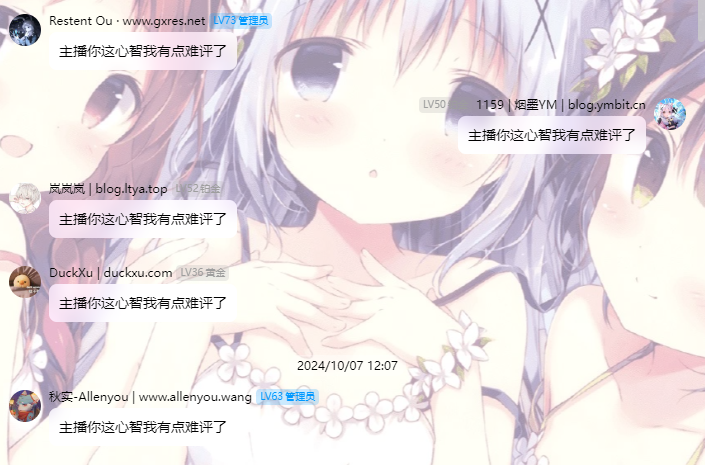 Restent Ou · www.gxres.net LV73 管理员
主播你这心智我有点难评了
LV50 1159 | 烟墨YM | blog.ymbit.cn
主播你这心智我有点难评了
岚岚岚 | blog.ltya.top LV52 铂金
主播你这心智我有点难评了
DuckXu | duckxu.com LV36 黄金
主播你这心智我有点难评了
2024/10/07 12:07
秋实-Allenyou | www.allenyou.wang LV63 管理员
主播你这心智我有点难评了